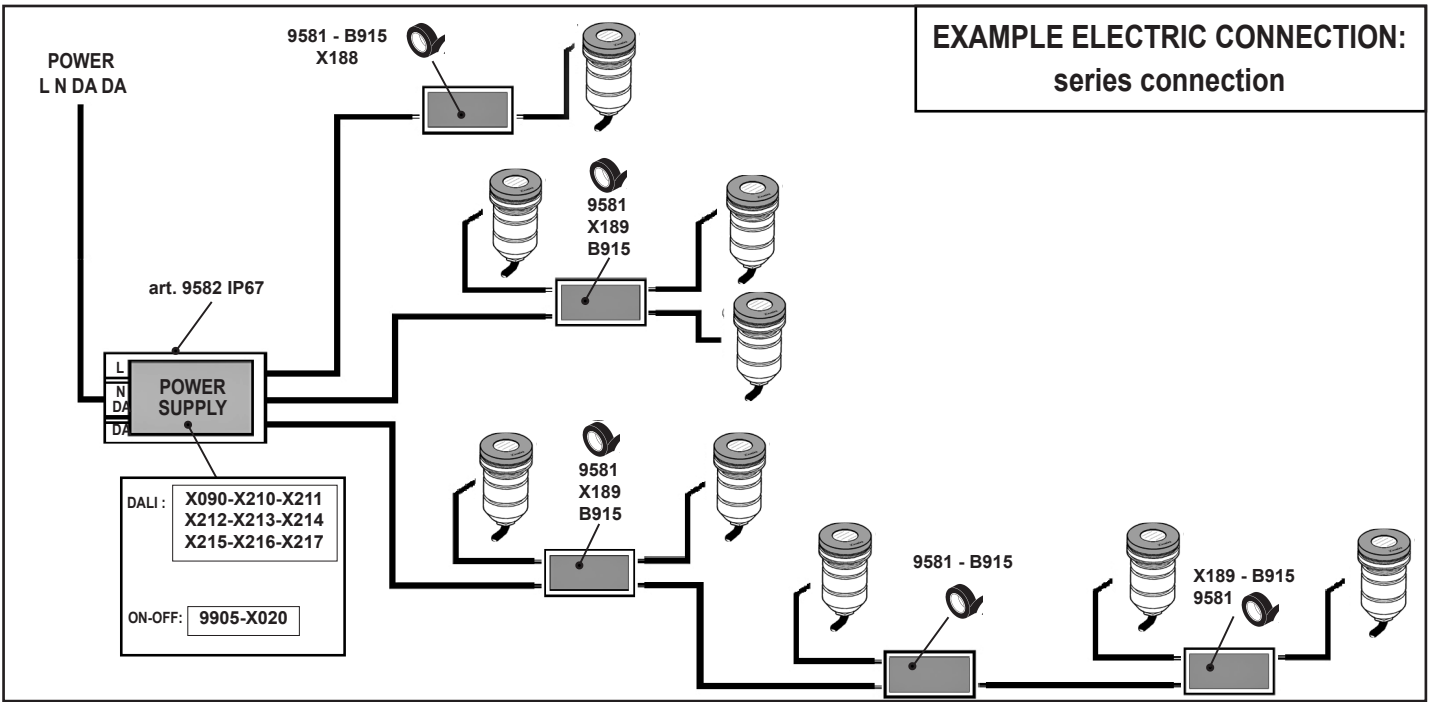 EXAMPLE ELECTRIC CONNECTION:
series connection
POWER
L N DA DA
9581 - B915
X188
9581
X189
B915
art. 9582 IP67
L
N
DA
DA
POWER
SUPPLY
9581
X189
B915
DALI :
X090-X210-X211
X212-X213-X214
X215-X216-X217
ON-OFF:
9905-X020
9581 - B915
X189 - B915
9581